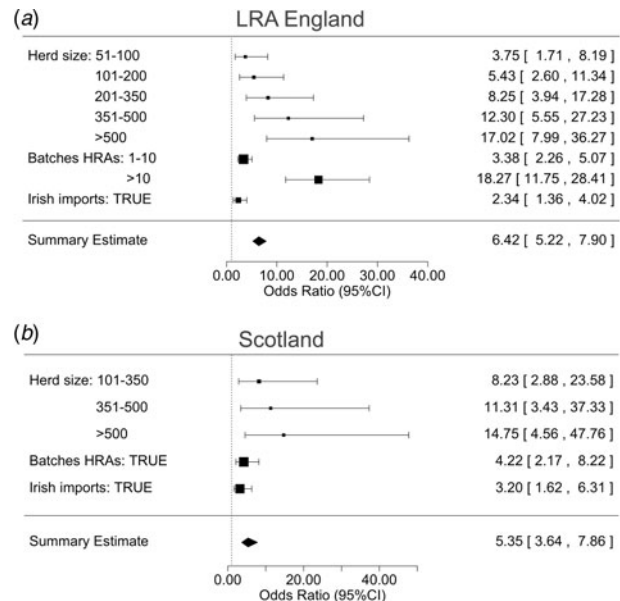 (a) LRA England
Herd size: 51-100 3.75 [ 1.71 , 8.19]
101-200 5.43 [ 2.60 , 11.34]
201-350 8.25 [ 3.94 , 17.28]
351-500 12.30 [ 5.55 , 27.23]
>500 17.02 [ 7.99 , 36.27]
Batches HRAs: 1-10 3.38 [ 2.26 , 5.07]
>10 18.27 [ 11.75 , 28.41]
Irish imports: TRUE 2.34 [ 1.36 , 4.02]
Summary Estimate 6.42 [ 5.22 , 7.90]
0.00 10.00 20.00 30.00 40.00
Odds Ratio (95%CI)
(b) Scotland
Herd size: 101-350 8.23 [ 2.88 , 23.58]
351-500 11.31 [ 3.43 , 37.33]
>500 14.75 [ 4.56 , 47.76]
Batches HRAs: TRUE 4.22 [ 2.17 , 8.22]
Irish imports: TRUE 3.20 [ 1.62 , 6.31]
Summary Estimate 5.35 [ 3.64 , 7.86]
0.00 20.00 40.00
Odds Ratio (95%CI)